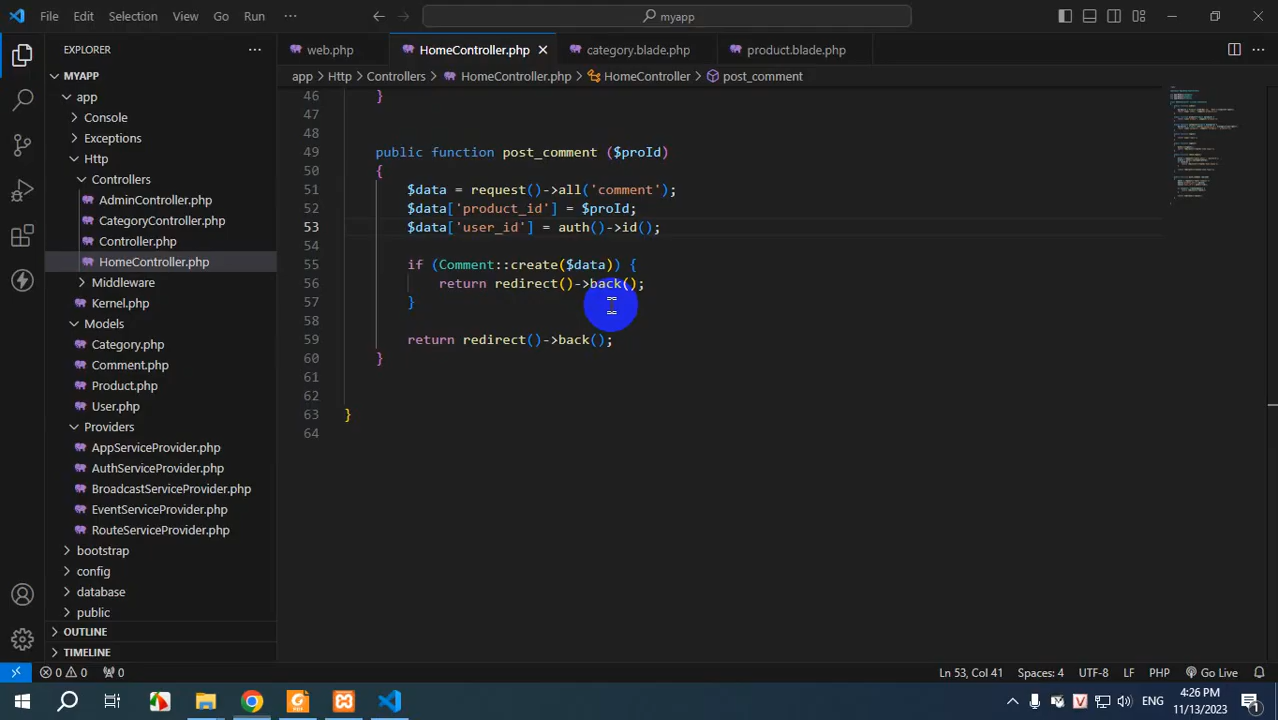 File Edit Selection View Go Run ··· myapp
EXPLORER ···
web.php HomeController.php category.blade.php product.blade.php
MYAPP
app > Http > Controllers > HomeController.php > HomeController > post_comment
app
Console
Exceptions
Http
Controllers
AdminController.php
CategoryController.php
Controller.php
HomeController.php
Middleware
Kernel.php
Models
Category.php
Comment.php
Product.php
User.php
Providers
AppServiceProvider.php
AuthServiceProvider.php
BroadcastServiceProvider.php
EventServiceProvider.php
RouteServiceProvider.php
bootstrap
config
database
public
OUTLINE
TIMELINE
46 }
47
48
49 public function post_comment ($proId)
50 {
51 $data = request()->all('comment');
52 $data['product_id'] = $proId;
53 $data['user_id'] = auth()->id();
54
55 if (Comment::create($data)) {
56 return redirect()->back();
57 }
58
59 return redirect()->back();
60 }
61
62
63 }
64
0 0 0 Ln 53, Col 41 Spaces: 4 UTF-8 LF PHP Go Live
ENG 4:26 PM
11/13/2023